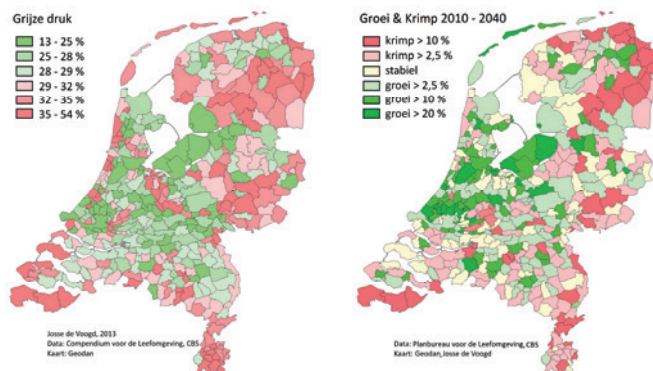 Grijze druk
13 - 25 %
25 - 28 %
28 - 29 %
29 - 32 %
32 - 35 %
35 - 54 %
Josse de Voogd, 2013
Data: Compendium voor de Leefomgeving, CBS
Kaart: Geodan
Groei & Krimp 2010 - 2040
krimp > 10 %
krimp > 2,5 %
stabiel
groei > 2,5 %
groei > 10 %
groei > 20 %
Data: Planbureau voor de Leefomgeving, CBS
Kaart: Geodan, Josse de Voogd